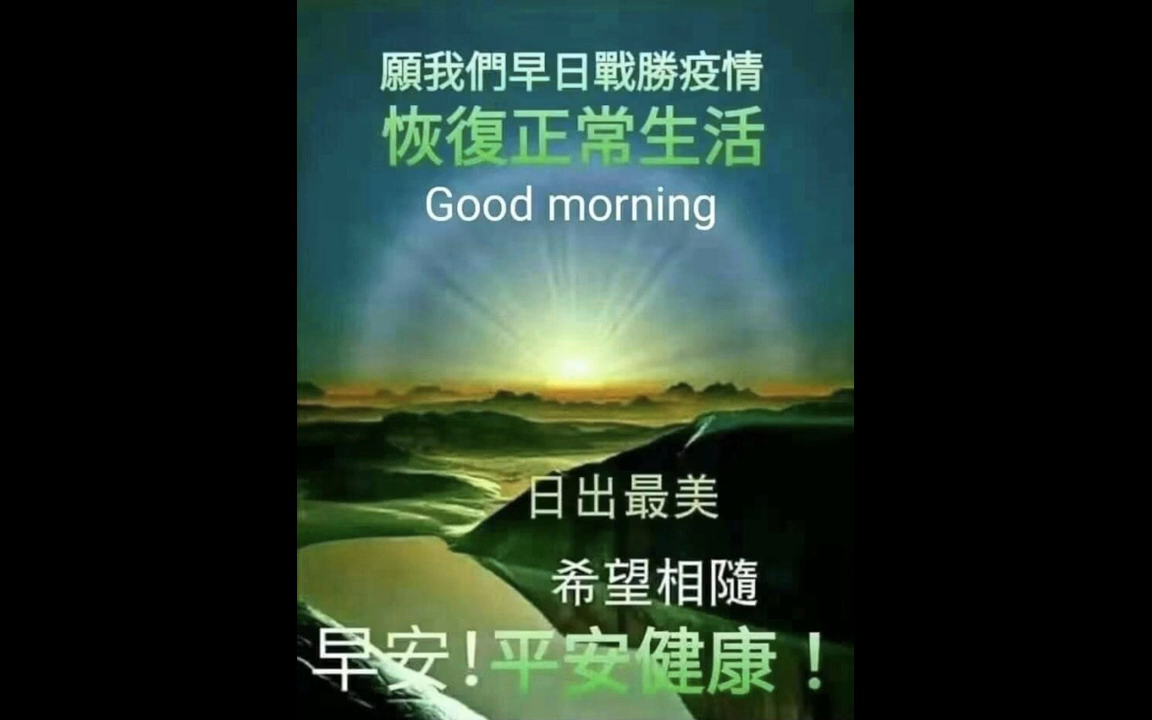 願我們早日戰勝疫情
恢復正常生活
Good morning
日出最美
希望相隨
早安!平安健康！